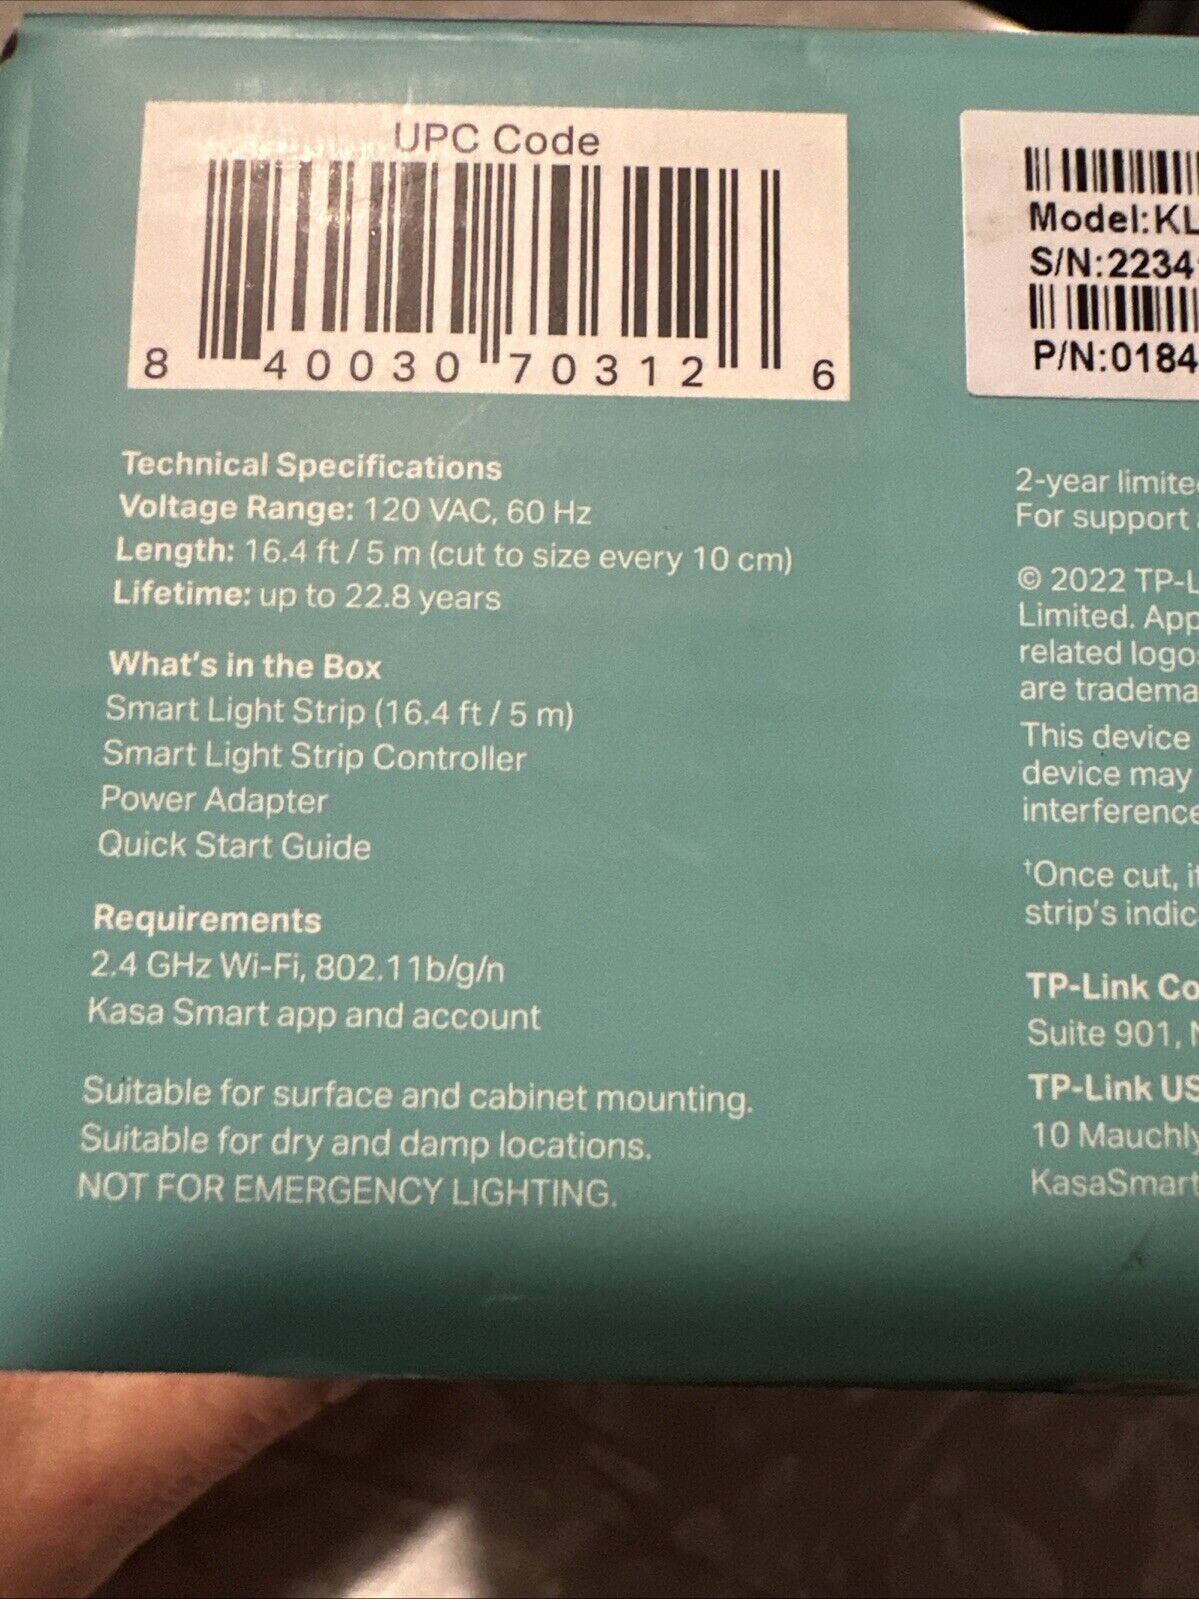 UPC Code
8 40030 70312 6
Technical Specifications
Voltage Range: 120 VAC, 60 Hz
Length: 16.4 ft / 5 m (cut to size every 10 cm)
Lifetime: up to 22.8 years
What's in the Box
Smart Light Strip (16.4 ft / 5 m)
Smart Light Strip Controller
Power Adapter
Quick Start Guide
Requirements
2.4 GHz Wi-Fi, 802.11b/g/n
Kasa Smart app and account
Suitable for surface and cabinet mounting.
Suitable for dry and damp locations.
NOT FOR EMERGENCY LIGHTING.
Model:KL
S/N:2234
P/N:0184
2-year limite
For support
© 2022 TP-L
Limited. App
related logo
are tradema
This device
device may
interference
†Once cut, it
strip's indic
TP-Link Co
Suite 901,
TP-Link US
10 Mauchly
KasaSmart